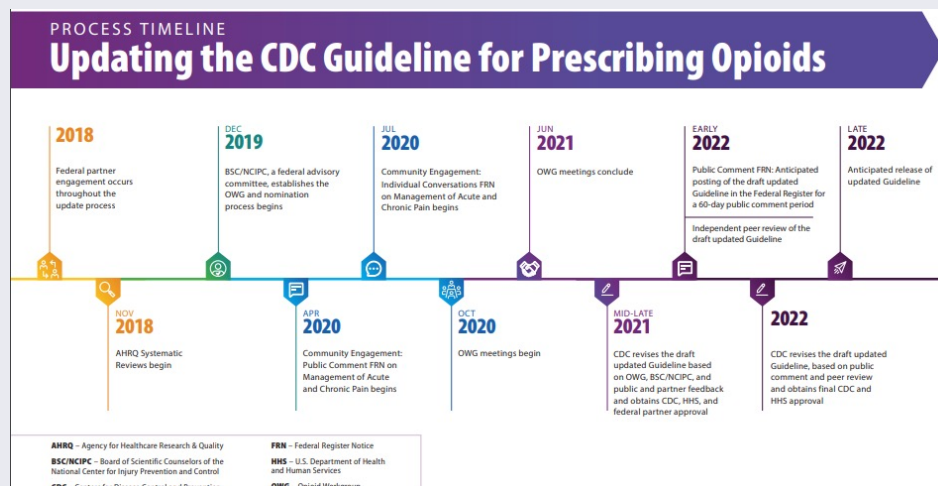 PROCESS TIMELINE
Updating the CDC Guideline for Prescribing Opioids
2018
Federal partner
engagement occurs
throughout the
update process
DEC
2019
BSC/NCIPC, a federal advisory
committee, establishes the
OWG and nomination
process begins
JUL
2020
Community Engagement:
Individual Conversations FRN
on Management of Acute and
Chronic Pain begins
JUN
2021
OWG meetings conclude
EARLY
2022
Public Comment FRN: Anticipated
posting of the draft updated
Guideline in the Federal Register for
a 60-day public comment period
Independent peer review of the
draft updated Guideline
LATE
2022
Anticipated release of
updated Guideline
NOV
2018
AHRQ Systematic
Reviews begin
APR
2020
Community Engagement:
Public Comment FRN on
Management of Acute
and Chronic Pain begins
OCT
2020
OWG meetings begin
MID-LATE
2021
CDC revises the draft
updated Guideline based
on OWG, BSC/NCIPC, and
public and partner feedback
and obtains CDC, HHS, and
federal partner approval
2022
CDC revises the draft updated
Guideline, based on public
comment and peer review
and obtains final CDC and
HHS approval
AHRQ – Agency for Healthcare Research & Quality
BSC/NCIPC – Board of Scientific Counselors of the
National Center for Injury Prevention and Control
CDC – Centers for Disease Control and Prevention
FRN – Federal Register Notice
HHS – U.S. Department of Health
and Human Services
OWG – Opioid Workgroup